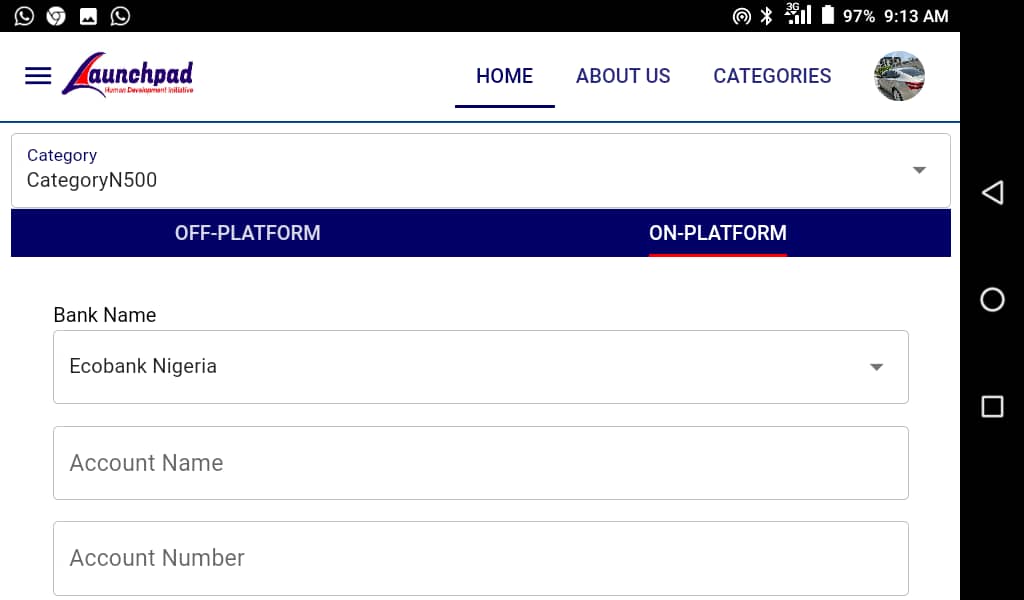 3G
97% 9:13 AM
Launchpad
Human Development Initiative
HOME ABOUT US CATEGORIES
Category
CategoryN500
OFF-PLATFORM ON-PLATFORM
Bank Name
Ecobank Nigeria
Account Name
Account Number